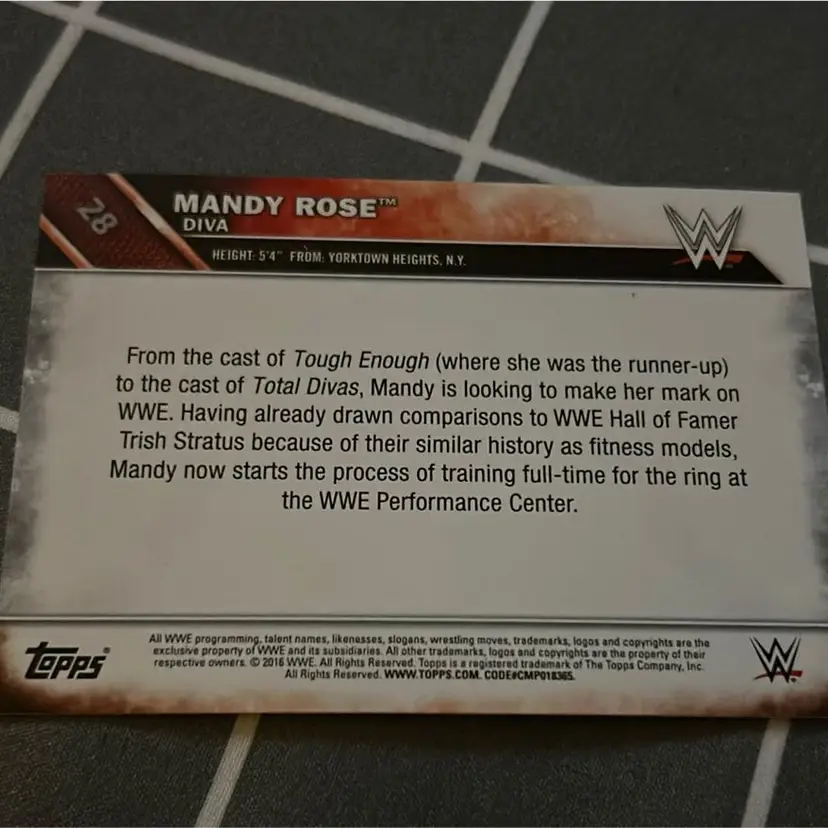 28
MANDY ROSE™
DIVA
HEIGHT: 5'4" FROM: YORKTOWN HEIGHTS, N.Y.
W
From the cast of Tough Enough (where she was the runner-up)
to the cast of Total Divas, Mandy is looking to make her mark on
WWE. Having already drawn comparisons to WWE Hall of Famer
Trish Stratus because of their similar history as fitness models,
Mandy now starts the process of training full-time for the ring at
the WWE Performance Center.
topps®
All WWE programming, talent names, likenesses, slogans, wrestling moves, trademarks, logos and copyrights are the
exclusive property of WWE and its subsidiaries. All other trademarks, logos and copyrights are the property of their
respective owners. © 2016 WWE. All Rights Reserved. Topps is a registered trademark of The Topps Company, Inc.
All Rights Reserved. WWW.TOPPS.COM. CODE#CMP018365.
W